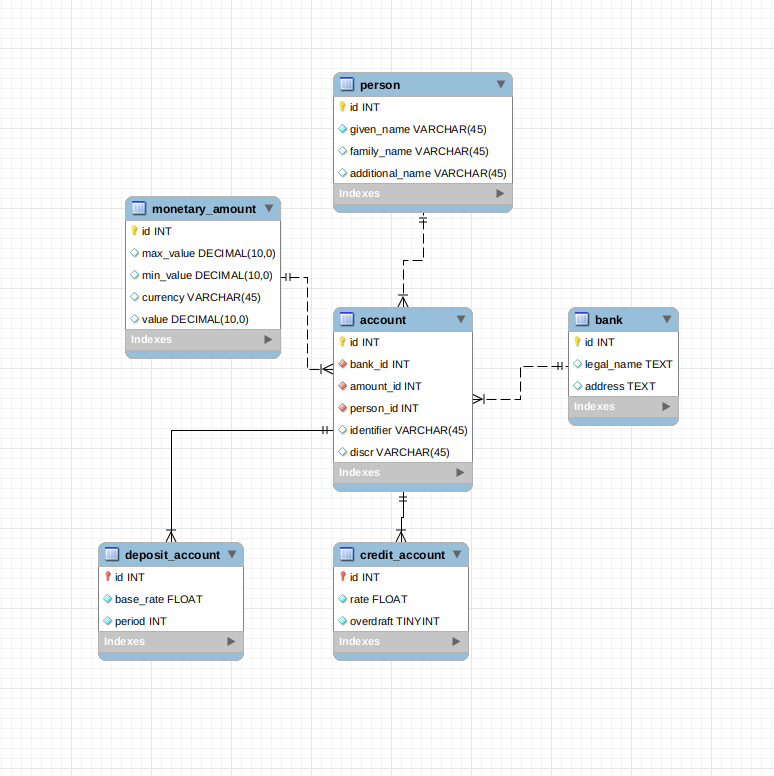 person
id INT
given_name VARCHAR(45)
family_name VARCHAR(45)
additional_name VARCHAR(45)
Indexes
monetary_amount
id INT
max_value DECIMAL(10,0)
min_value DECIMAL(10,0)
currency VARCHAR(45)
value DECIMAL(10,0)
Indexes
account
id INT
bank_id INT
amount_id INT
person_id INT
identifier VARCHAR(45)
discr VARCHAR(45)
Indexes
bank
id INT
legal_name TEXT
address TEXT
Indexes
deposit_account
id INT
base_rate FLOAT
period INT
Indexes
credit_account
id INT
rate FLOAT
overdraft TINYINT
Indexes